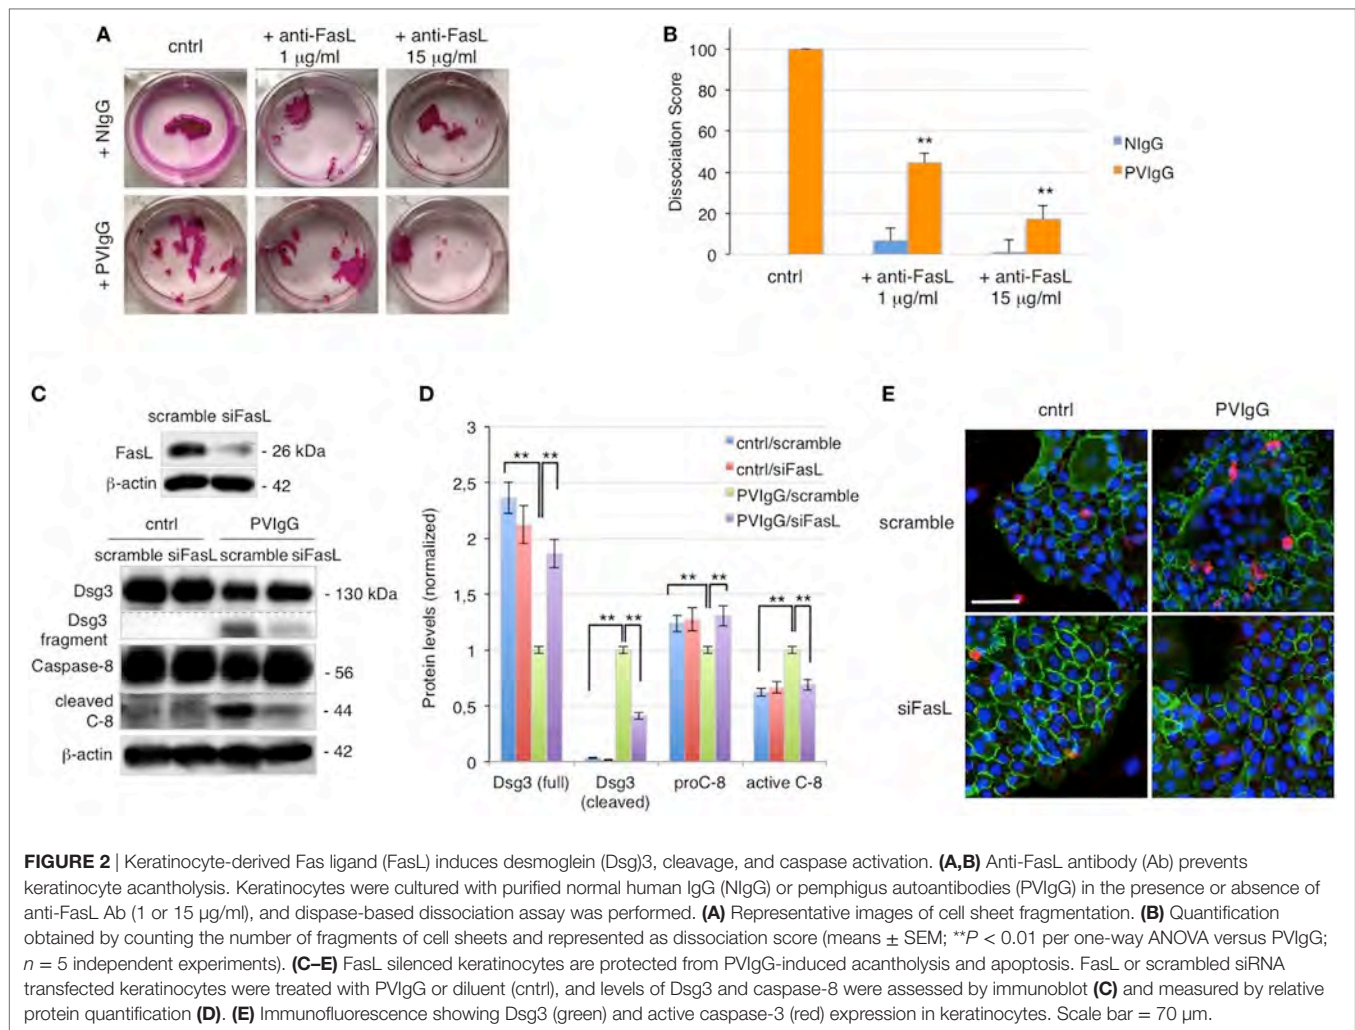 A
cntrl
+ anti-FasL
1 µg/ml
+ anti-FasL
15 µg/ml
+ NIgG
+ PVIgG
B
Dissociation Score
100
80
60
40
20
0
**
**
cntrl
+ anti-FasL
1 µg/ml
+ anti-FasL
15 µg/ml
NIgG
PVIgG
C
scramble siFasL
FasL
- 26 kDa
β-actin
- 42
cntrl
PVIgG
scramble siFasL scramble siFasL
Dsg3
- 130 kDa
Dsg3
fragment
Caspase-8
- 56
cleaved
C-8
- 44
β-actin
- 42
D
Protein levels (normalized)
3
2,5
2
1,5
1
0,5
0
** **
** **
** **
** **
cntrl/scramble
cntrl/siFasL
PVIgG/scramble
PVIgG/siFasL
Dsg3 (full)
Dsg3
(cleaved)
proC-8
active C-8
E
cntrl
PVIgG
scramble
siFasL
FIGURE 2 | Keratinocyte-derived Fas ligand (FasL) induces desmoglein (Dsg)3, cleavage, and caspase activation. (A,B) Anti-FasL antibody (Ab) prevents
keratinocyte acantholysis. Keratinocytes were cultured with purified normal human IgG (NIgG) or pemphigus autoantibodies (PVIgG) in the presence or absence of
anti-FasL Ab (1 or 15 µg/ml), and dispase-based dissociation assay was performed. (A) Representative images of cell sheet fragmentation. (B) Quantification
obtained by counting the number of fragments of cell sheets and represented as dissociation score (means ± SEM; **P < 0.01 per one-way ANOVA versus PVIgG;
n = 5 independent experiments). (C–E) FasL silenced keratinocytes are protected from PVIgG-induced acantholysis and apoptosis. FasL or scrambled siRNA
transfected keratinocytes were treated with PVIgG or diluent (cntrl), and levels of Dsg3 and caspase-8 were assessed by immunoblot (C) and measured by relative
protein quantification (D). (E) Immunofluorescence showing Dsg3 (green) and active caspase-3 (red) expression in keratinocytes. Scale bar = 70 µm.